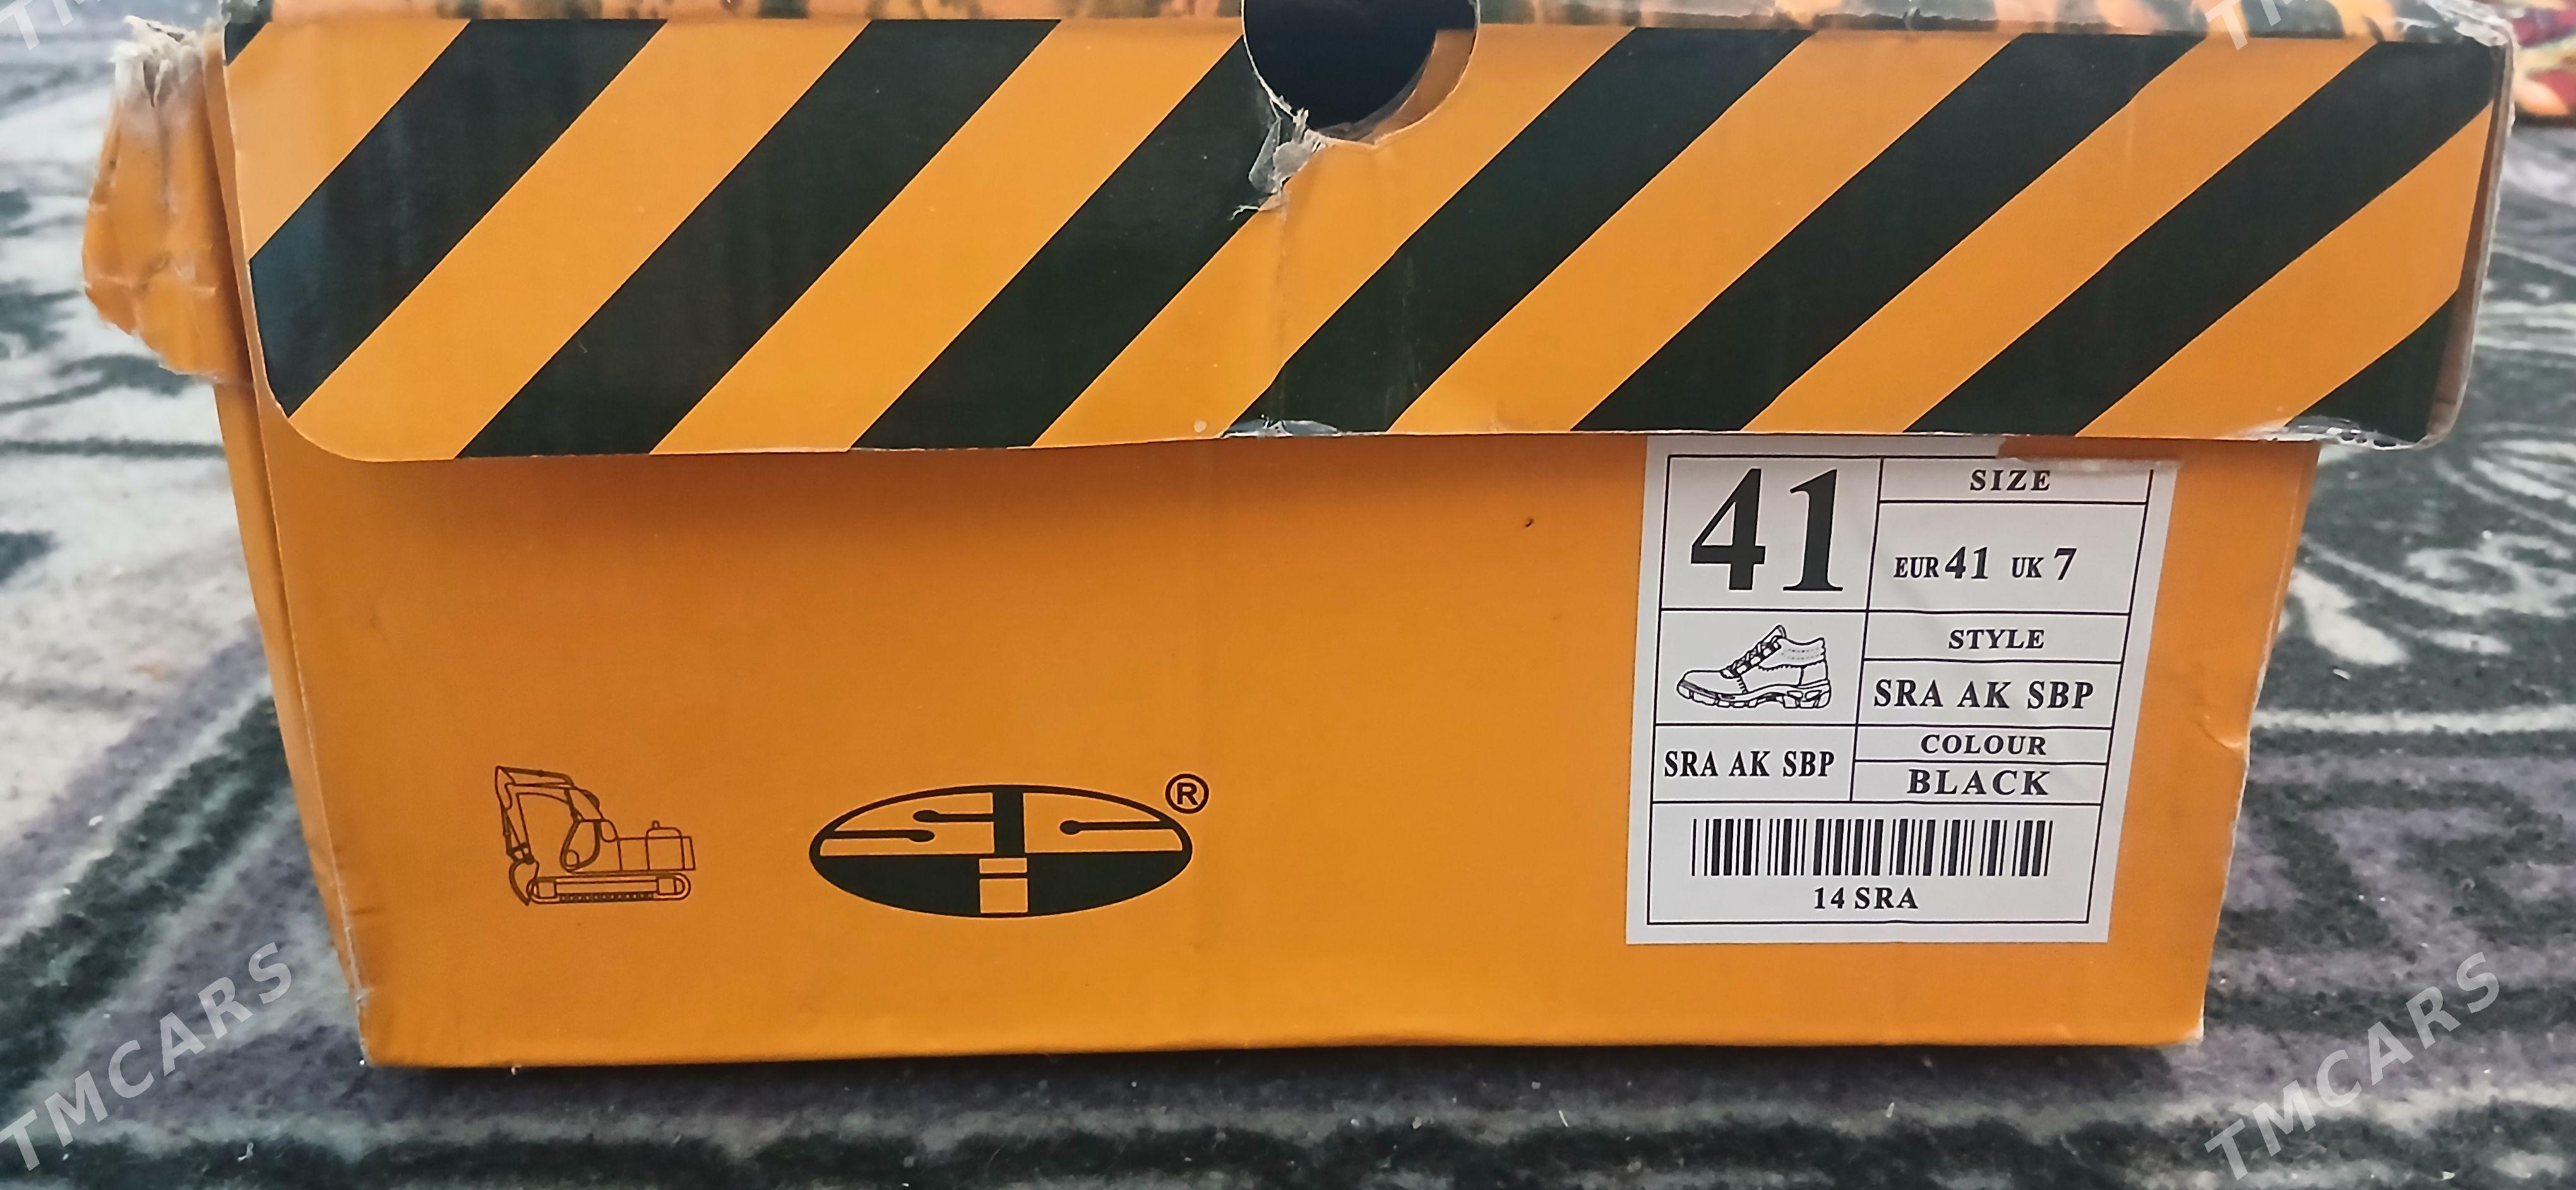 41
SIZE
EUR 41 UK 7
STYLE
SRA AK SBP
SRA AK SBP
COLOUR
BLACK
14 SRA
®
TMCARS
TMCARS